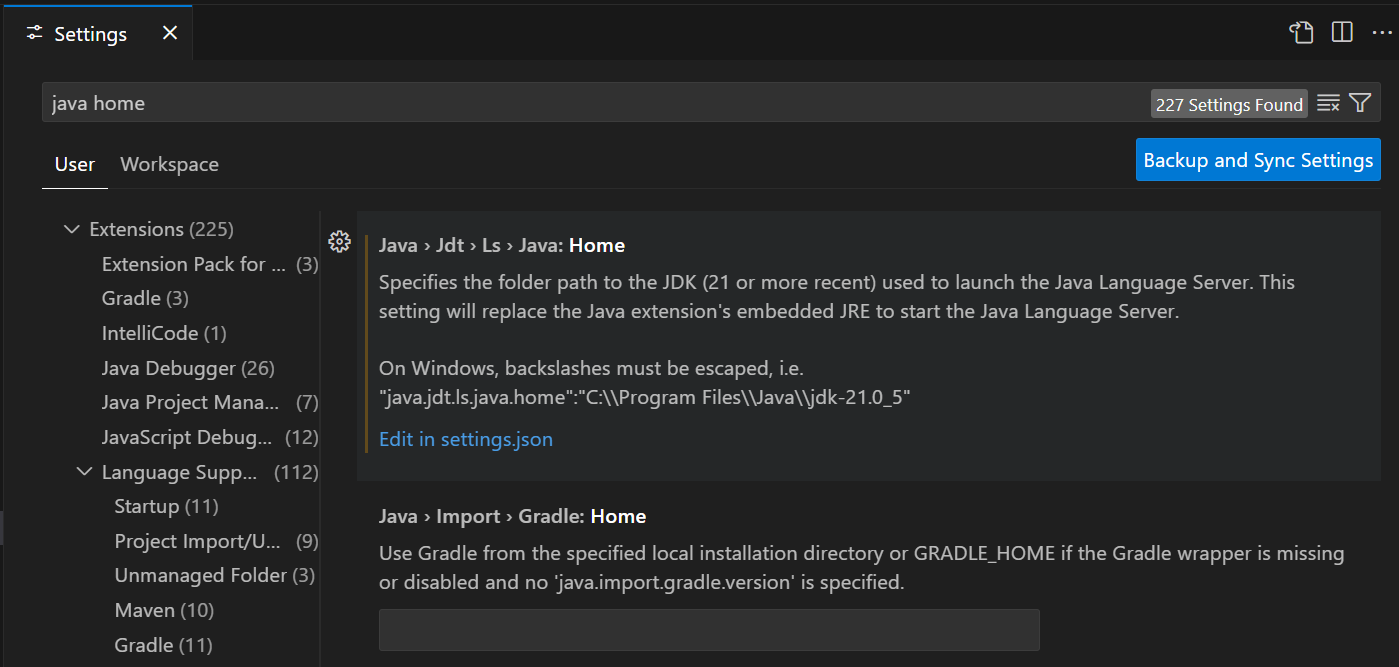 Settings
java home
227 Settings Found
User Workspace
Backup and Sync Settings
Extensions (225)
Extension Pack for ... (3)
Gradle (3)
IntelliCode (1)
Java Debugger (26)
Java Project Mana... (7)
JavaScript Debug... (12)
Language Supp... (112)
Startup (11)
Project Import/U... (9)
Unmanaged Folder (3)
Maven (10)
Gradle (11)
Java › Jdt › Ls › Java: Home
Specifies the folder path to the JDK (21 or more recent) used to launch the Java Language Server. This
setting will replace the Java extension's embedded JRE to start the Java Language Server.
On Windows, backslashes must be escaped, i.e.
"java.jdt.ls.java.home":"C:\\Program Files\\Java\\jdk-21.0_5"
Edit in settings.json
Java › Import › Gradle: Home
Use Gradle from the specified local installation directory or GRADLE_HOME if the Gradle wrapper is missing
or disabled and no 'java.import.gradle.version' is specified.